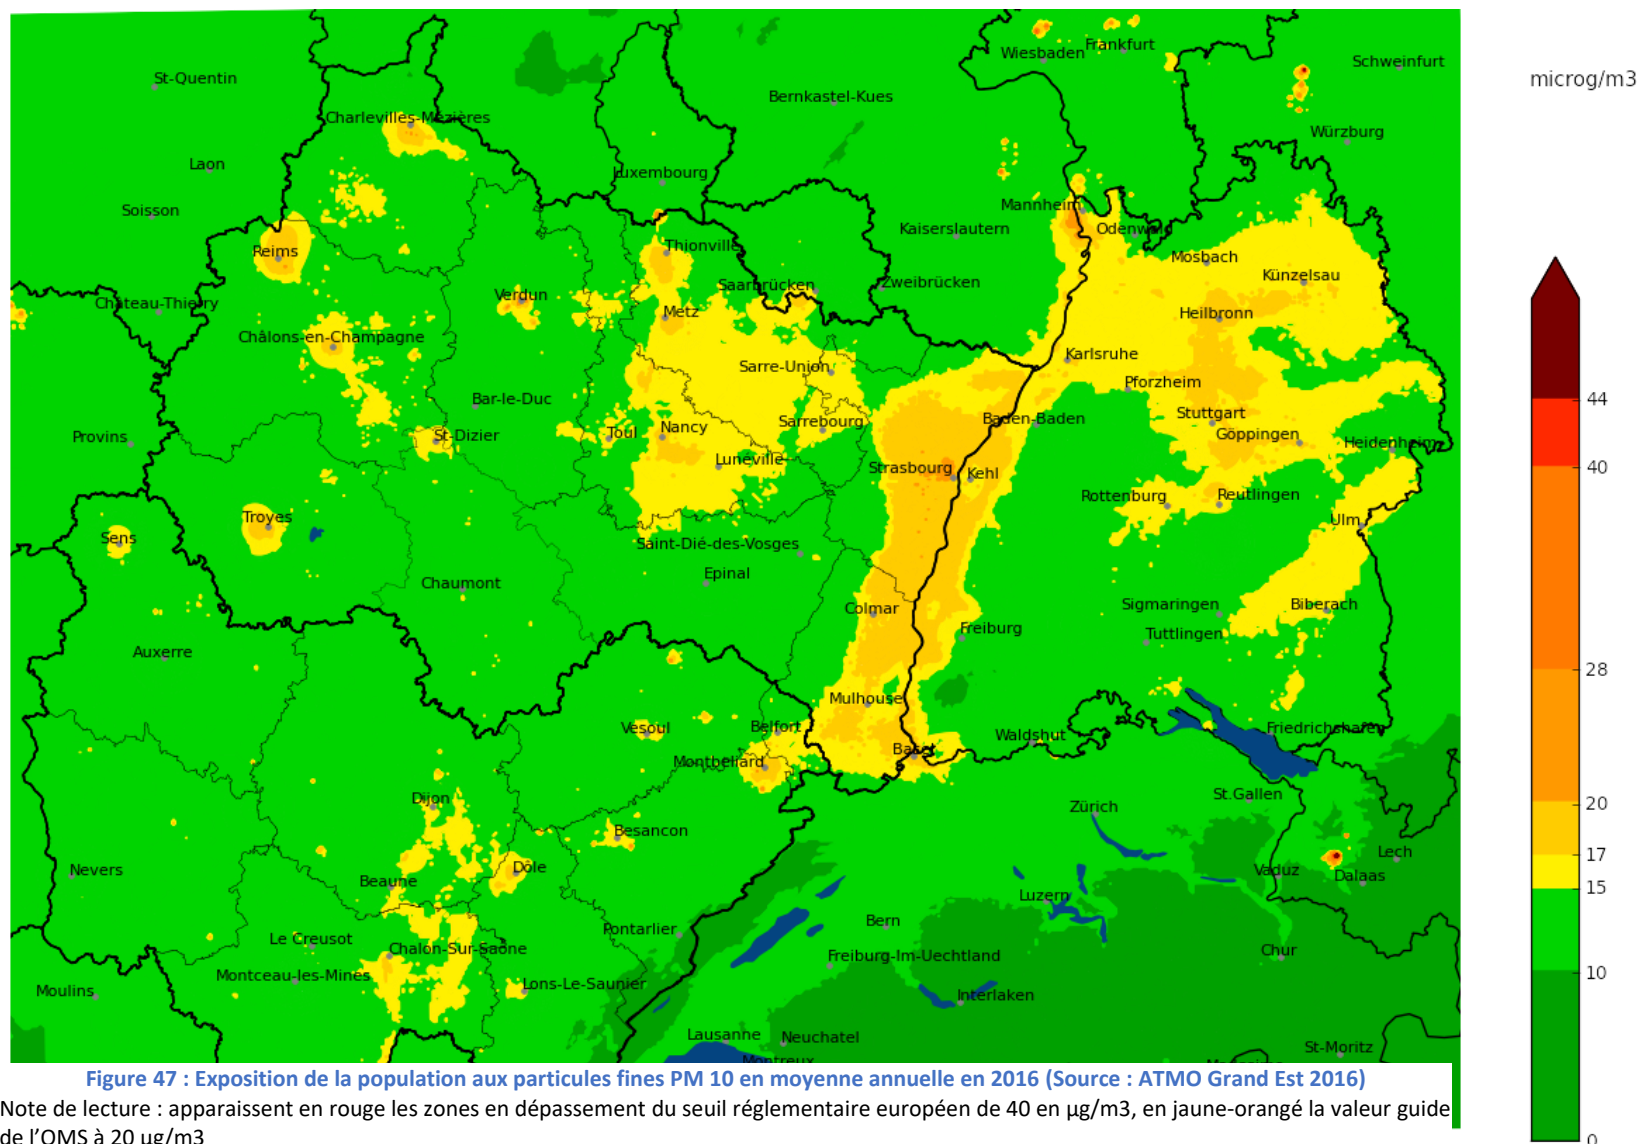 Wiesbaden
Frankfurt
Schweinfurt
St-Quentin
microg/m3
Bernkastel-Kues
Charlevilles-Mézières
Würzburg
Laon
Luxembourg
Soisson
Mannheim
Kaiserslautern
Odenwald
Reims
Thionville
Mosbach
Künzelsau
Saarbrücken
Zweibrücken
Verdun
Château-Thierry
Metz
Heilbronn
Châlons-en-Champagne
Karlsruhe
Sarre-Union
Pforzheim
Bar-le-Duc
44
Stuttgart
Baden-Baden
Sarrebourg
Nancy
Toul
Provins
St-Dizier
Göppingen
Heidenheim
Luneville
40
Strasbourg
Kehl
Rottenburg
Reutlingen
Troyes
Ulm
Sens
Saint-Dié-des-Vosges
Epinal
Chaumont
Colmar
Sigmaringen
Biberach
Freiburg
Tuttlingen
Auxerre
28
Mulhouse
Vesoul
Belfort
Friedrichshafen
Waldshut
Basel
Montbéliard
St.Gallen
Dijon
Zürich
20
Besancon
Lech
17
Nevers
Dôle
Vaduz
Dalaas
Beaune
15
Luzern
Bern
Pontarlier
Le Creusot
Chalon-Sur-Saône
Chur
Freiburg-Im-Uechtland
Montceau-les-Mines
10
Lons-Le-Saunier
Moulins
Interlaken
Lausanne
Neuchatel
St-Moritz
Montreux
Figure 47 : Exposition de la population aux particules fines PM 10 en moyenne annuelle en 2016 (Source : ATMO Grand Est 2016)
Note de lecture : apparaissent en rouge les zones en dépassement du seuil réglementaire européen de 40 en µg/m3, en jaune-orangé la valeur guide
de l'OMS à 20 µg/m3
0